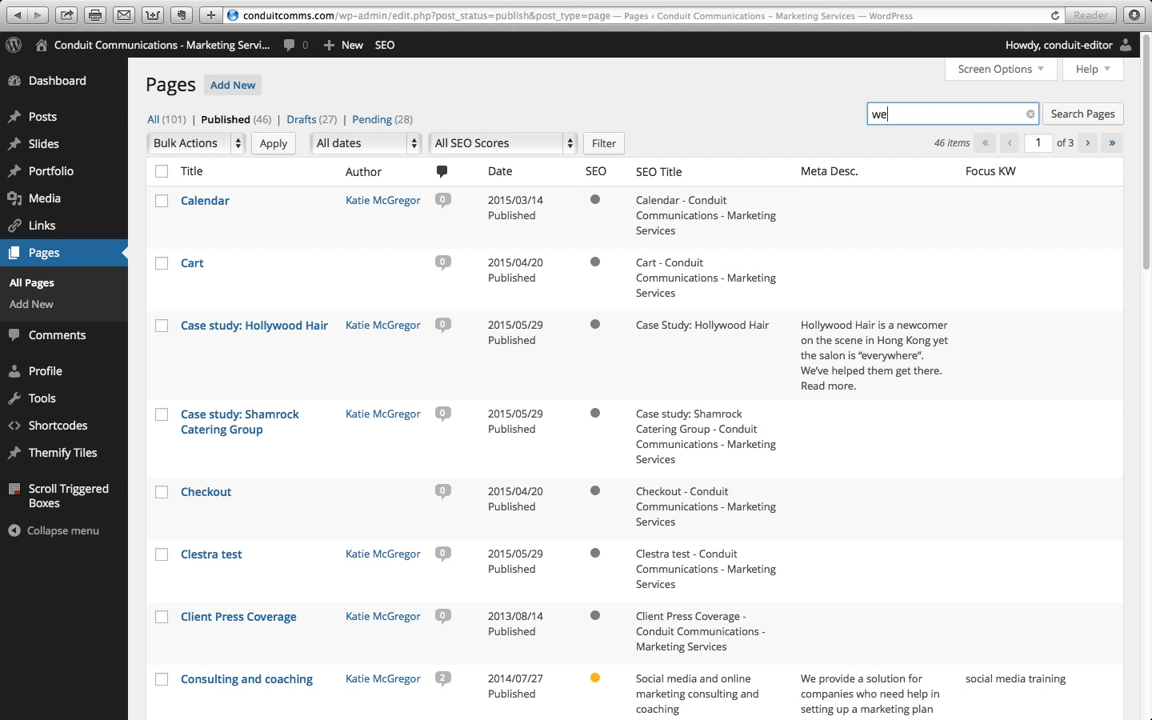 conduitcomms.com/wp-admin/edit.php?post_status=publish&post_type=page — Pages ‹ Conduit Communications – Marketing Services — WordPress
Reader
Conduit Communications - Marketing Servi... 0 New SEO
Howdy, conduit-editor
Dashboard
Posts
Slides
Portfolio
Media
Links
Pages
All Pages
Add New
Comments
Profile
Tools
Shortcodes
Themify Tiles
Scroll Triggered
Boxes
Collapse menu
Screen Options
Help
Pages Add New
All (101) | Published (46) | Drafts (27) | Pending (28)
we
Search Pages
Bulk Actions Apply All dates All SEO Scores Filter
46 items « ‹ 1 of 3 › »
Title Author Date SEO SEO Title Meta Desc. Focus KW
Calendar Katie McGregor 0 2015/03/14 Calendar - Conduit
Published Communications - Marketing
Services
Cart 0 2015/04/20 Cart - Conduit
Published Communications - Marketing
Services
Case study: Hollywood Hair Katie McGregor 0 2015/05/29 Case Study: Hollywood Hair Hollywood Hair is a newcomer
Published on the scene in Hong Kong yet
the salon is “everywhere”.
We’ve helped them get there.
Read more.
Case study: Shamrock Katie McGregor 0 2015/05/29 Case study: Shamrock
Catering Group Published Catering Group - Conduit
Communications - Marketing
Services
Checkout 0 2015/04/20 Checkout - Conduit
Published Communications - Marketing
Services
Clestra test Katie McGregor 0 2015/05/29 Clestra test - Conduit
Published Communications - Marketing
Services
Client Press Coverage Katie McGregor 0 2013/08/14 Client Press Coverage -
Published Conduit Communications -
Marketing Services
Consulting and coaching Katie McGregor 2 2014/07/27 Social media and online We provide a solution for social media training
Published marketing consulting and companies who need help in
coaching setting up a marketing plan